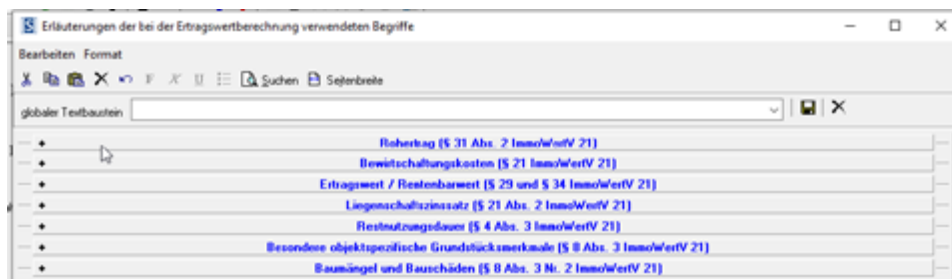 Erläuterungen der bei der Ertragswertberechnung verwendeten Begriffe
Bearbeiten Format
F K U Suchen Seitenbreite
globaler Textbaustein
Rohertrag (§ 31 Abs. 2 ImmoWertV 21)
Bewirtschaftungskosten (§ 21 ImmoWertV 21)
Ertragswert / Rentenbarwert (§ 29 und § 34 ImmoWertV 21)
Liegenschaftszinssatz (§ 21 Abs. 2 ImmoWertV 21)
Restnutzungsdauer (§ 4 Abs. 3 ImmoWertV 21)
Besondere objektspezifische Grundstücksmerkmale (§ 8 Abs. 3 ImmoWertV 21)
Baumängel und Bauschäden (§ 8 Abs. 3 Nr. 2 ImmoWertV 21)